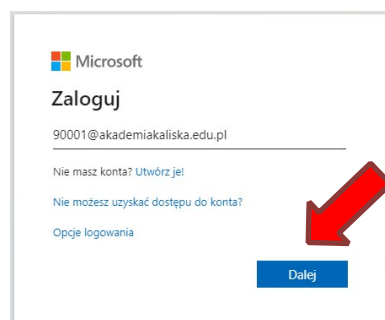 Microsoft
Zaloguj
90001@akademiakaliska.edu.pl
Nie masz konta? Utwórz je!
Nie możesz uzyskać dostępu do konta?
Opcje logowania
Dalej